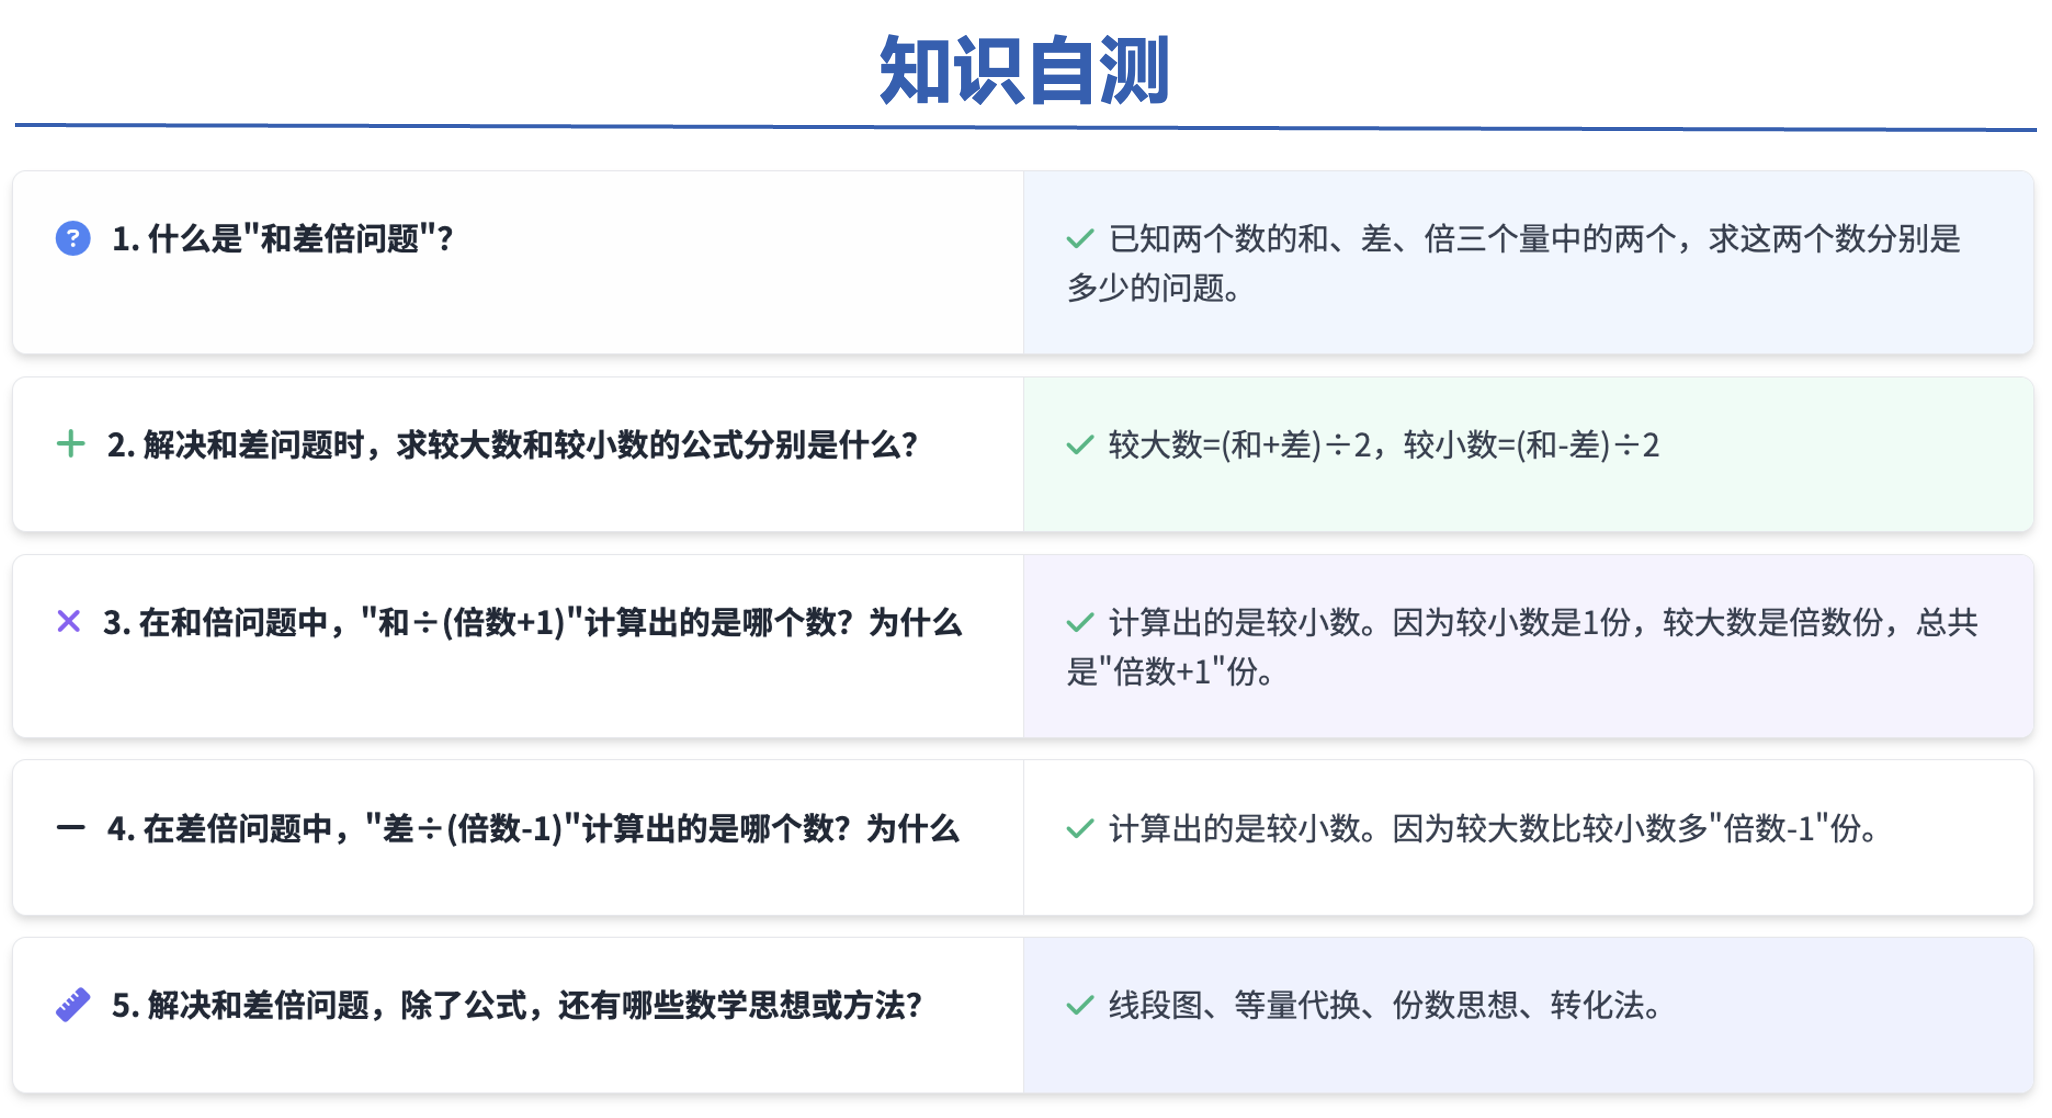 知识自测
1. 什么是"和差倍问题"?
已知两个数的和、差、倍三个量中的两个，求这两个数分别是
多少的问题。
2. 解决和差问题时，求较大数和较小数的公式分别是什么?
较大数=(和+差)÷2，较小数=(和-差)÷2
3. 在和倍问题中，"和÷(倍数+1)"计算出的是哪个数？为什么
计算出的是较小数。因为较小数是1份，较大数是倍数份，总共
是"倍数+1"份。
4. 在差倍问题中，"差÷(倍数-1)"计算出的是哪个数？为什么
计算出的是较小数。因为较大数比较小数多"倍数-1"份。
5. 解决和差倍问题，除了公式，还有哪些数学思想或方法?
线段图、等量代换、份数思想、转化法。